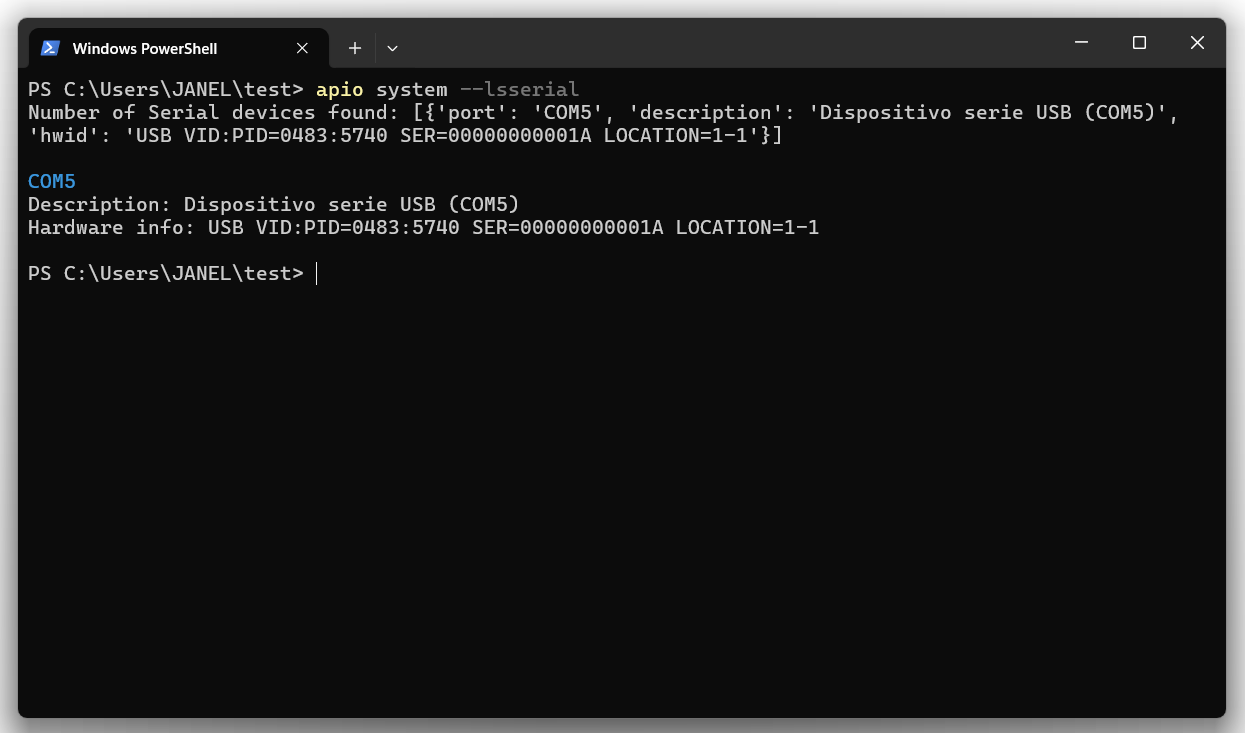 Windows PowerShell
PS C:\Users\JANEL\test> apio system --lsserial
Number of Serial devices found: [{'port': 'COM5', 'description': 'Dispositivo serie USB (COM5)',
'hwid': 'USB VID:PID=0483:5740 SER=00000000001A LOCATION=1-1'}]
COM5
Description: Dispositivo serie USB (COM5)
Hardware info: USB VID:PID=0483:5740 SER=00000000001A LOCATION=1-1
PS C:\Users\JANEL\test>